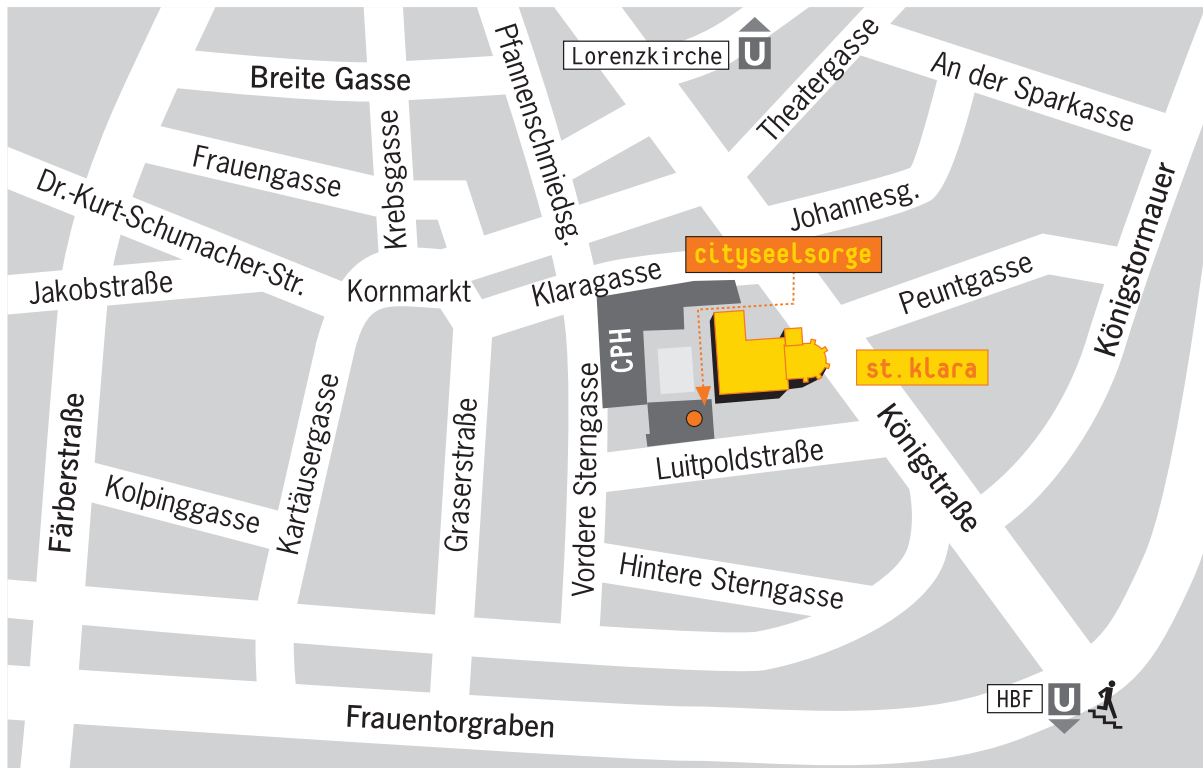 Lorenzkirche
U
Theatergasse
An der Sparkasse
Breite Gasse
Pfannenschmiedsg.
Krebsgasse
Frauengasse
Dr.-Kurt-Schumacher-Str.
Johannesg.
Königstormauer
cityseelsorge
Klaragasse
Peuntgasse
Jakobstraße
Kornmarkt
CPH
st. klara
Färberstraße
Kartäusergasse
Graserstraße
Vordere Sterngasse
Luitpoldstraße
Königstraße
Kolpinggasse
Hintere Sterngasse
HBF
U
Frauentorgraben